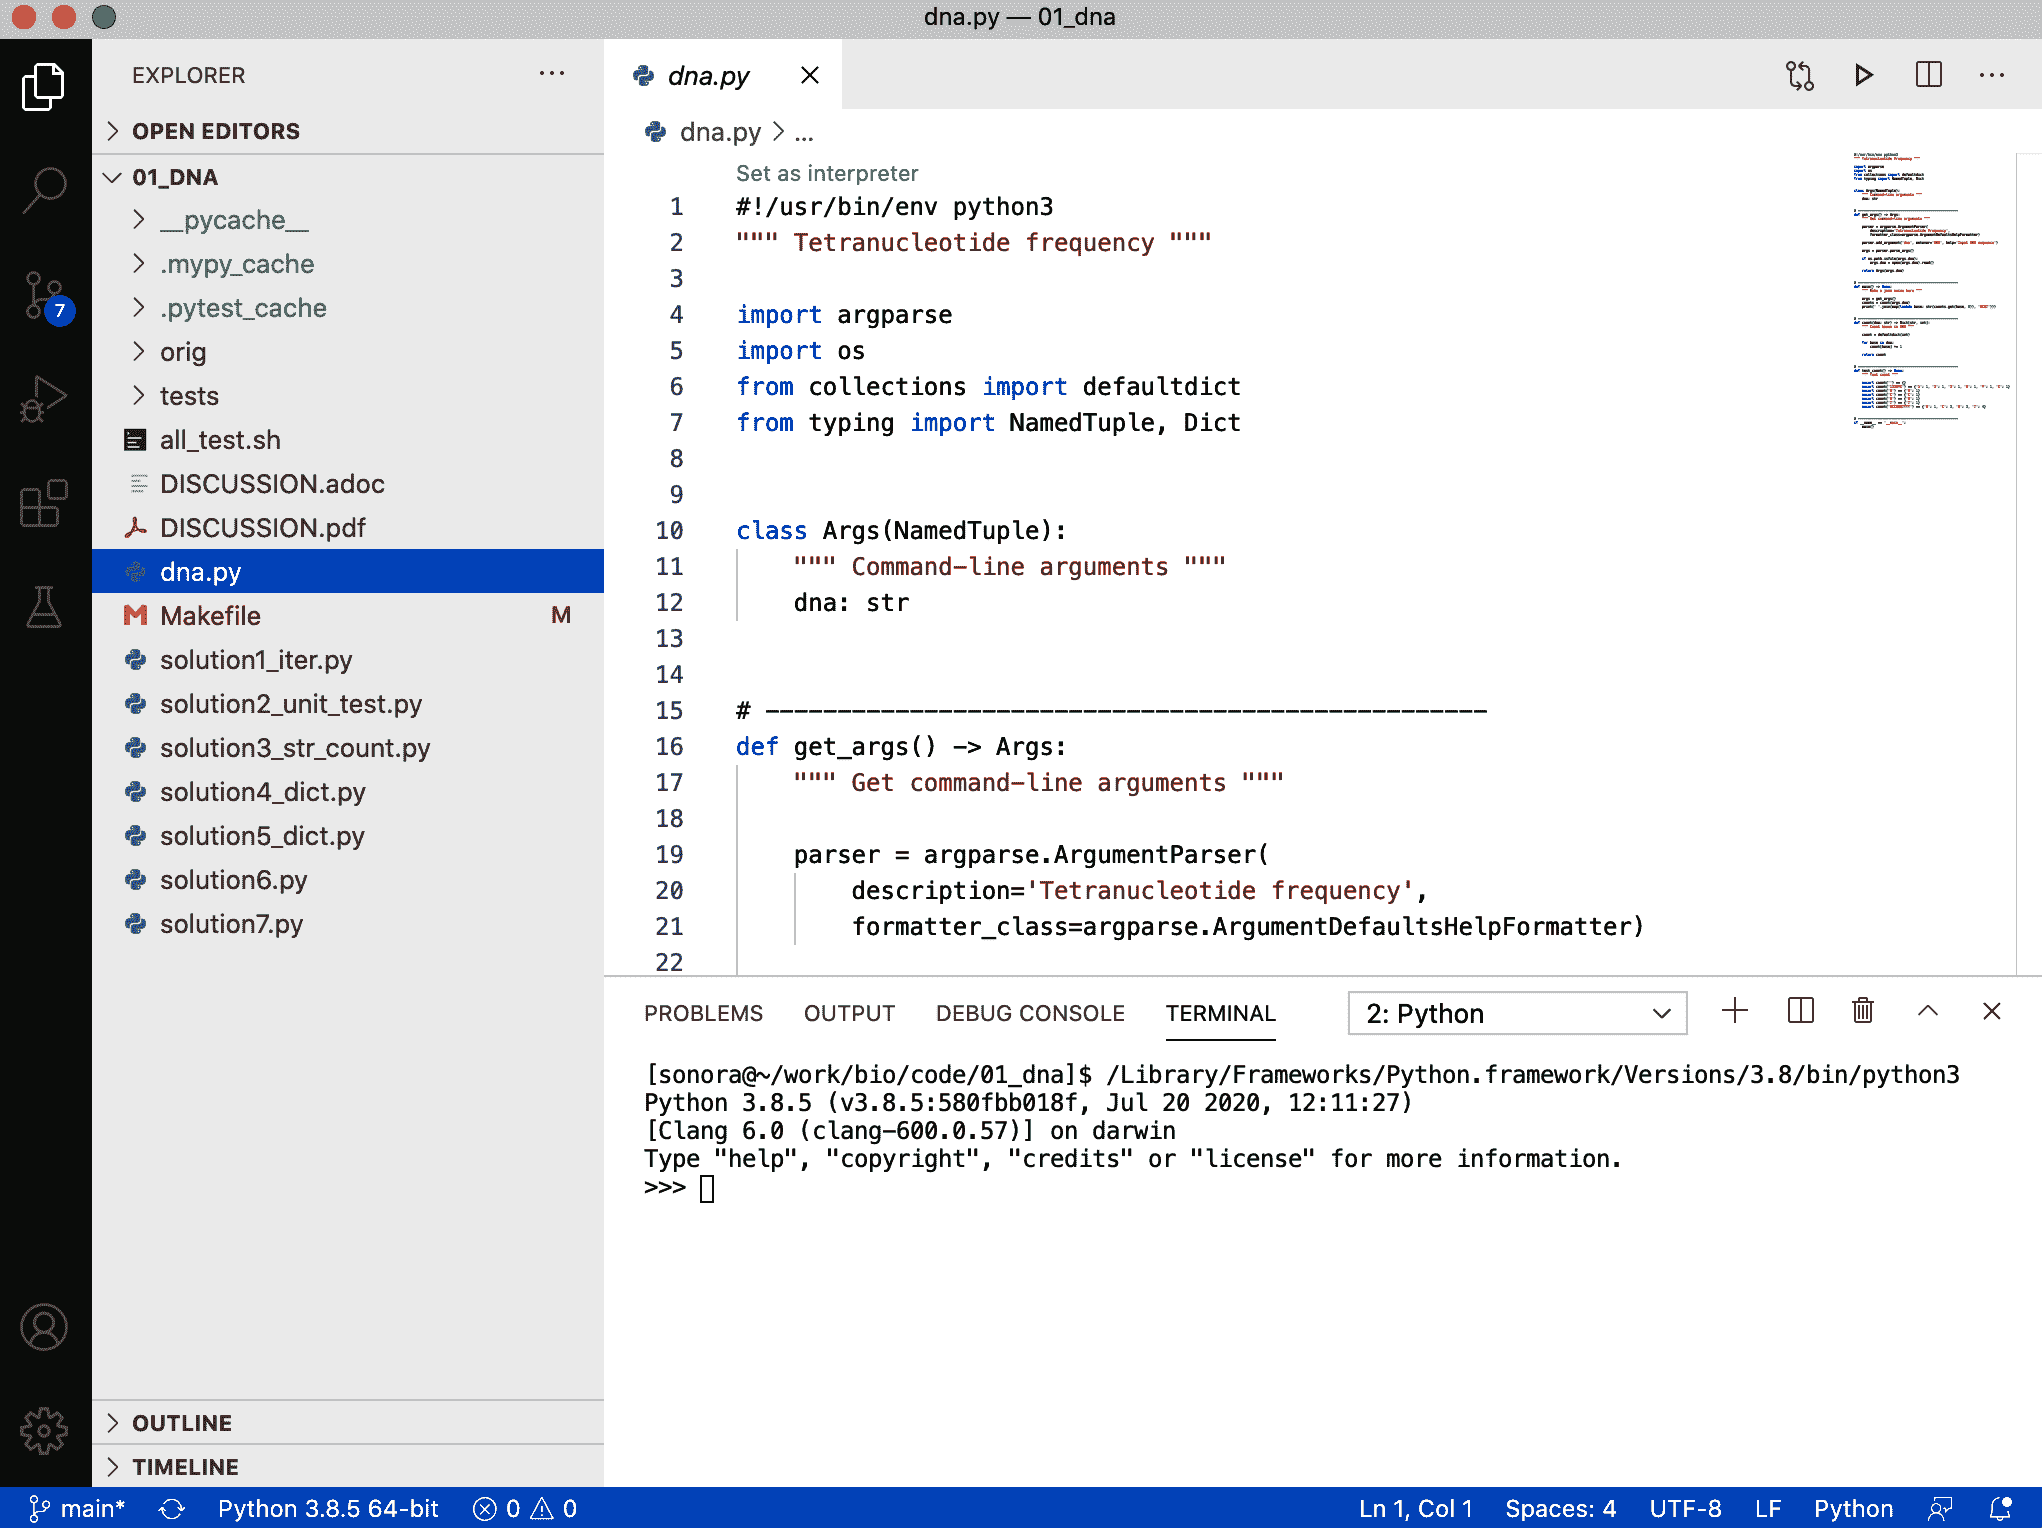 dna.py — 01_dna
EXPLORER
OPEN EDITORS
01_DNA
__pycache__
.mypy_cache
.pytest_cache
orig
tests
all_test.sh
DISCUSSION.adoc
DISCUSSION.pdf
dna.py
Makefile M
solution1_iter.py
solution2_unit_test.py
solution3_str_count.py
solution4_dict.py
solution5_dict.py
solution6.py
solution7.py
OUTLINE
TIMELINE
7
dna.py
dna.py > ...
Set as interpreter
1 #!/usr/bin/env python3
2 """ Tetranucleotide frequency """
3
4 import argparse
5 import os
6 from collections import defaultdict
7 from typing import NamedTuple, Dict
8
9
10 class Args(NamedTuple):
11     """ Command-line arguments """
12     dna: str
13
14
15 # --------------------------------------------------
16 def get_args() -> Args:
17     """ Get command-line arguments """
18
19     parser = argparse.ArgumentParser(
20         description='Tetranucleotide frequency',
21         formatter_class=argparse.ArgumentDefaultsHelpFormatter)
22
PROBLEMS OUTPUT DEBUG CONSOLE TERMINAL 2: Python
[sonora@~/work/bio/code/01_dna]$ /Library/Frameworks/Python.framework/Versions/3.8/bin/python3
Python 3.8.5 (v3.8.5:580fbb018f, Jul 20 2020, 12:11:27)
[Clang 6.0 (clang-600.0.57)] on darwin
Type "help", "copyright", "credits" or "license" for more information.
>>>
main* Python 3.8.5 64-bit 0 0 Ln 1, Col 1 Spaces: 4 UTF-8 LF Python